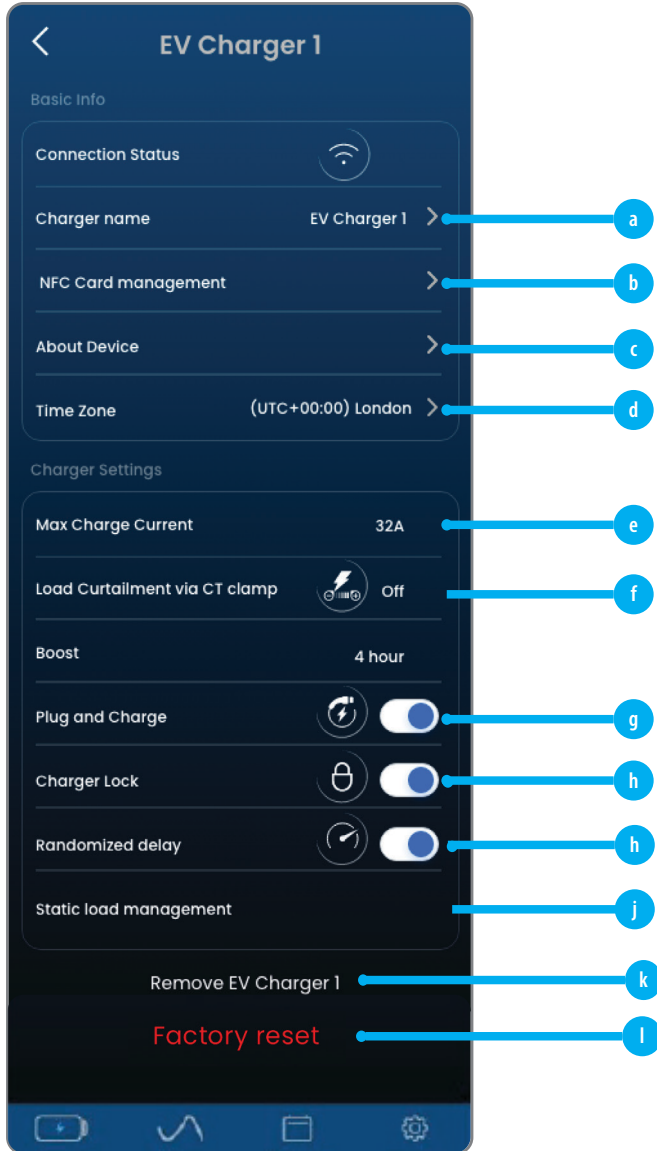 EV Charger 1
Basic Info
Connection Status
Charger name EV Charger 1 a
NFC Card management b
About Device c
Time Zone (UTC+00:00) London d
Charger Settings
Max Charge Current 32A e
Load Curtailment via CT clamp Off f
Boost 4 hour
Plug and Charge g
Charger Lock h
Randomized delay h
Static load management j
Remove EV Charger 1 k
Factory reset l